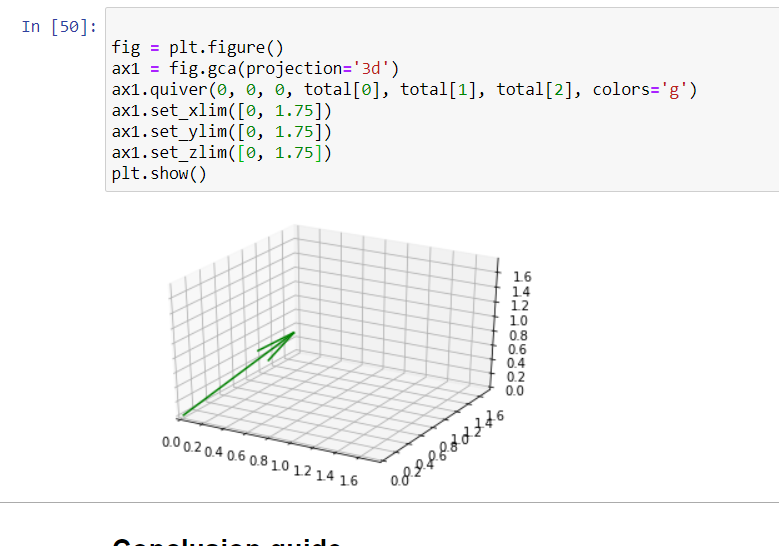 In [50]:
fig = plt.figure()
ax1 = fig.gca(projection='3d')
ax1.quiver(0, 0, 0, total[0], total[1], total[2], colors='g')
ax1.set_xlim([0, 1.75])
ax1.set_ylim([0, 1.75])
ax1.set_zlim([0, 1.75])
plt.show()
1.6
1.4
1.2
1.0
0.8
0.6
0.4
0.2
0.0
0.0 0.2 0.4 0.6 0.8 1.0 1.2 1.4 1.6
0.0 0.2 0.4 0.6 0.8 1.0 1.2 1.4 1.6
Conclusion guide